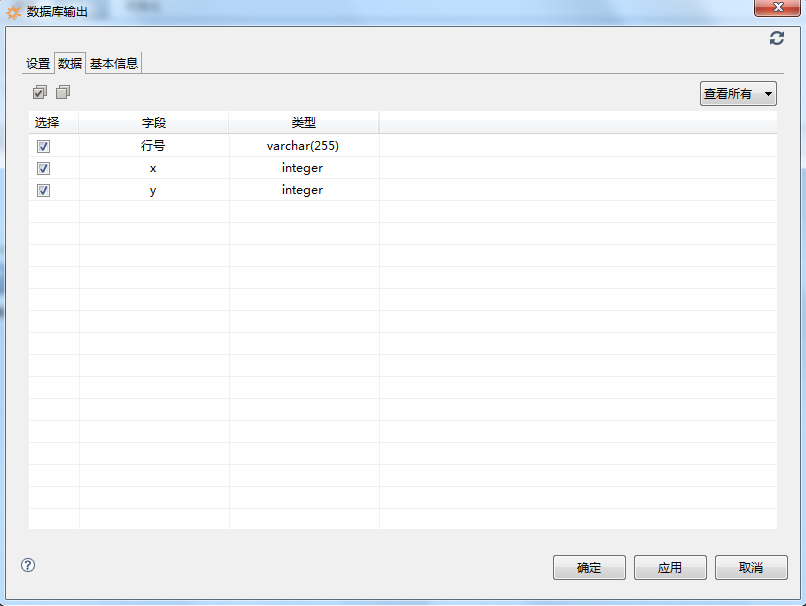 数据库输出
设置 数据 基本信息
查看所有
选择 字段 类型
行号 varchar(255)
x integer
y integer
确定 应用 取消